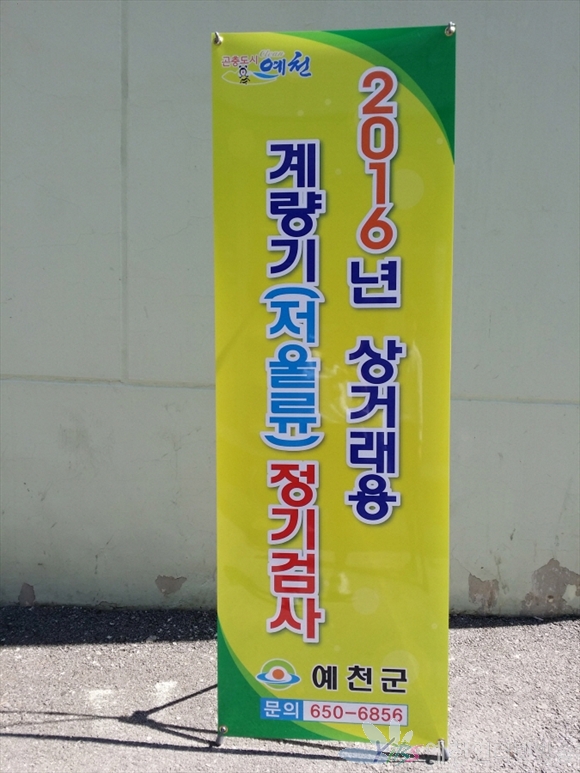 곤충도시
예천
2016년 상거래용
계량기(저울류) 정기검사
예천군
문의 650-6856